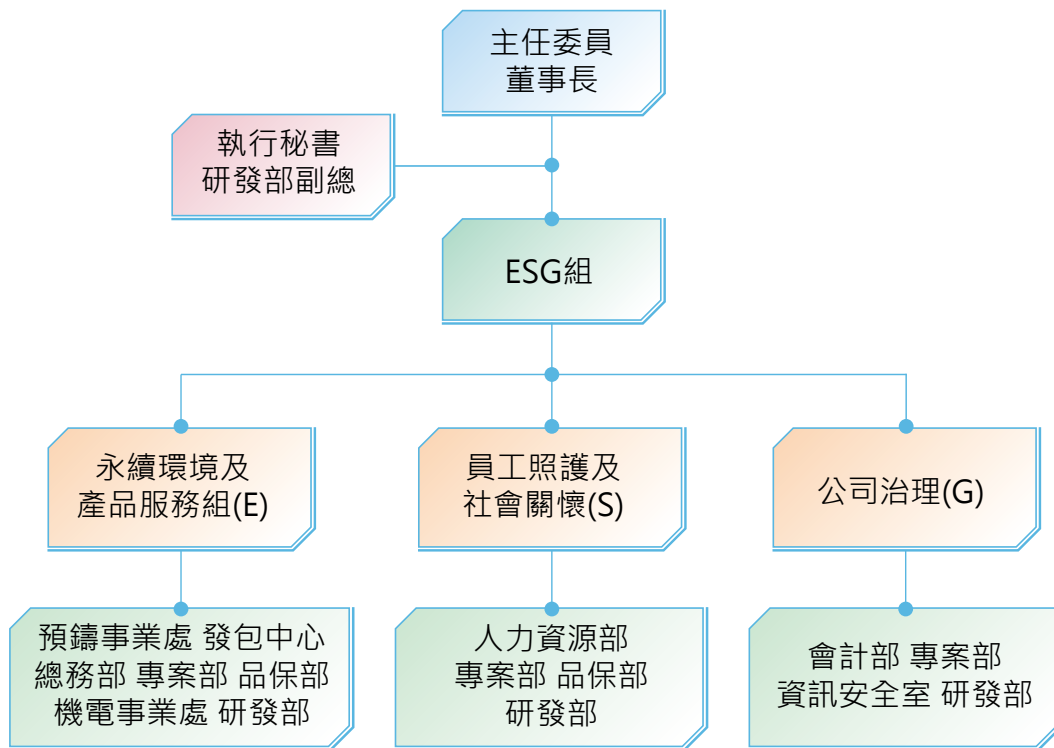 主任委員
董事長
執行秘書
研發部副總
ESG組
永續環境及
產品服務組(E)
員工照護及
社會關懷(S)
公司治理(G)
預鑄事業處 發包中心
總務部 專案部 品保部
機電事業處 研發部
人力資源部
專案部 品保部
研發部
會計部 專案部
資訊安全室 研發部